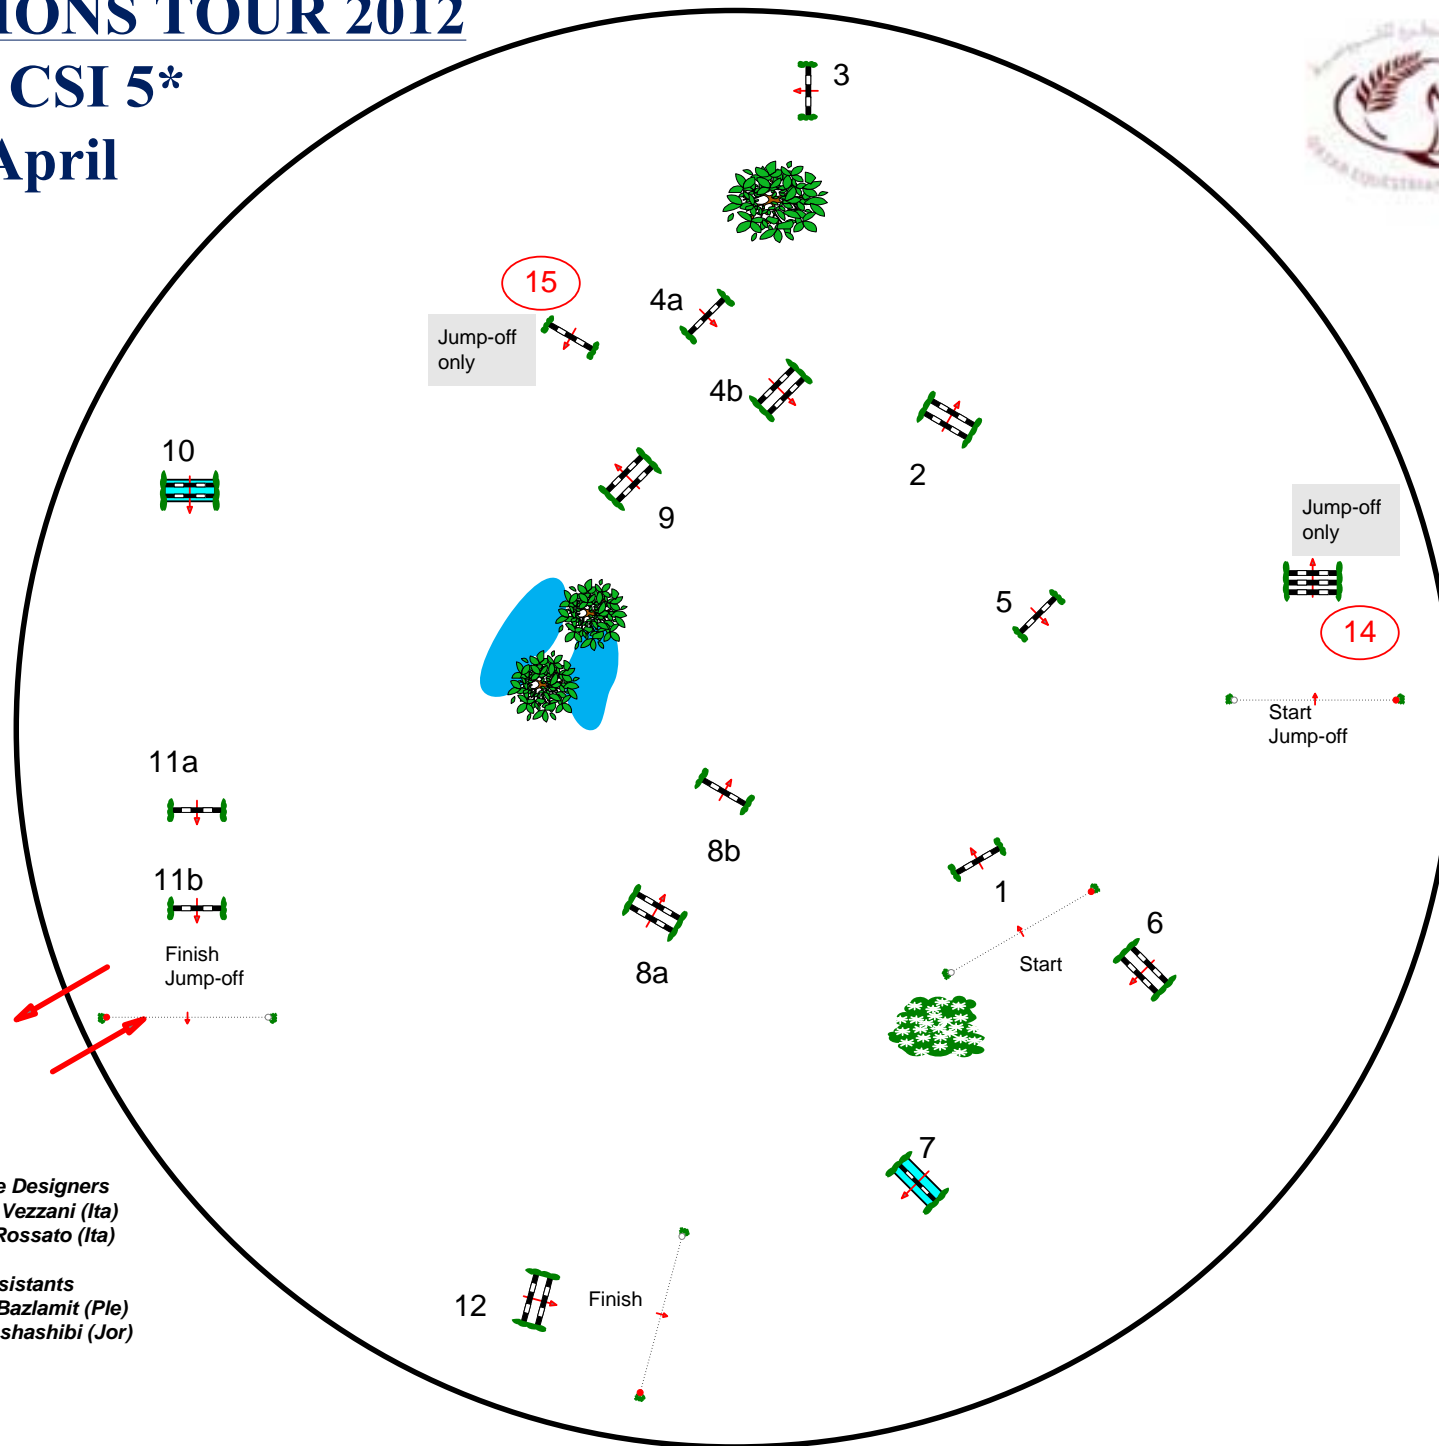 IONS TOUR 2012
CSI 5*
April
3
15
4a
Jump-off
only
4b
10
2
9
Jump-off
only
5
14
Start
Jump-off
11a
8b
1
11b
6
Finish
Jump-off
Start
8a
7
e Designers
Vezzani (Ita)
Rossato (Ita)
sistants
Bazlamit (Ple)
shashibi (Jor)
12
Finish